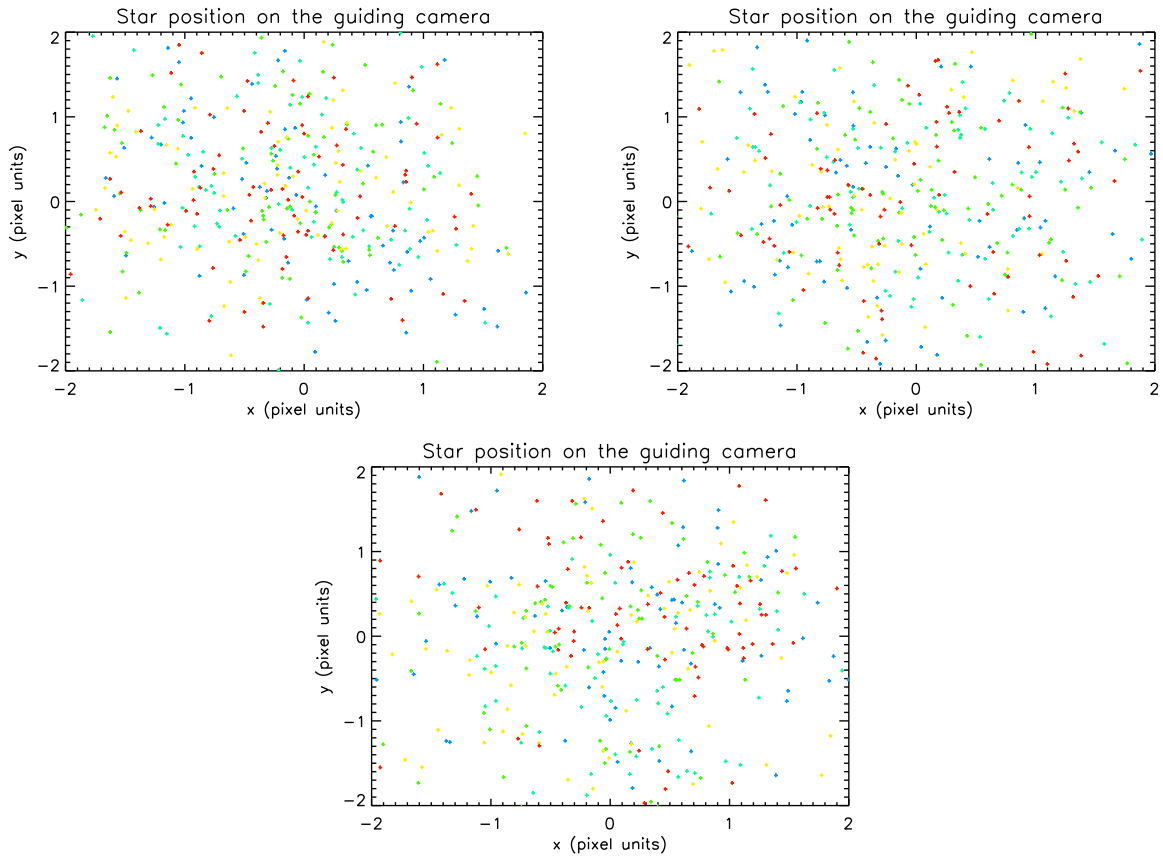 Star position on the guiding camera
2
1
0
−1
−2
y (pixel units)
−2 −1 0 1 2
x (pixel units)
Star position on the guiding camera
2
1
0
−1
−2
y (pixel units)
−2 −1 0 1 2
x (pixel units)
Star position on the guiding camera
2
1
0
−1
−2
y (pixel units)
−2 −1 0 1 2
x (pixel units)